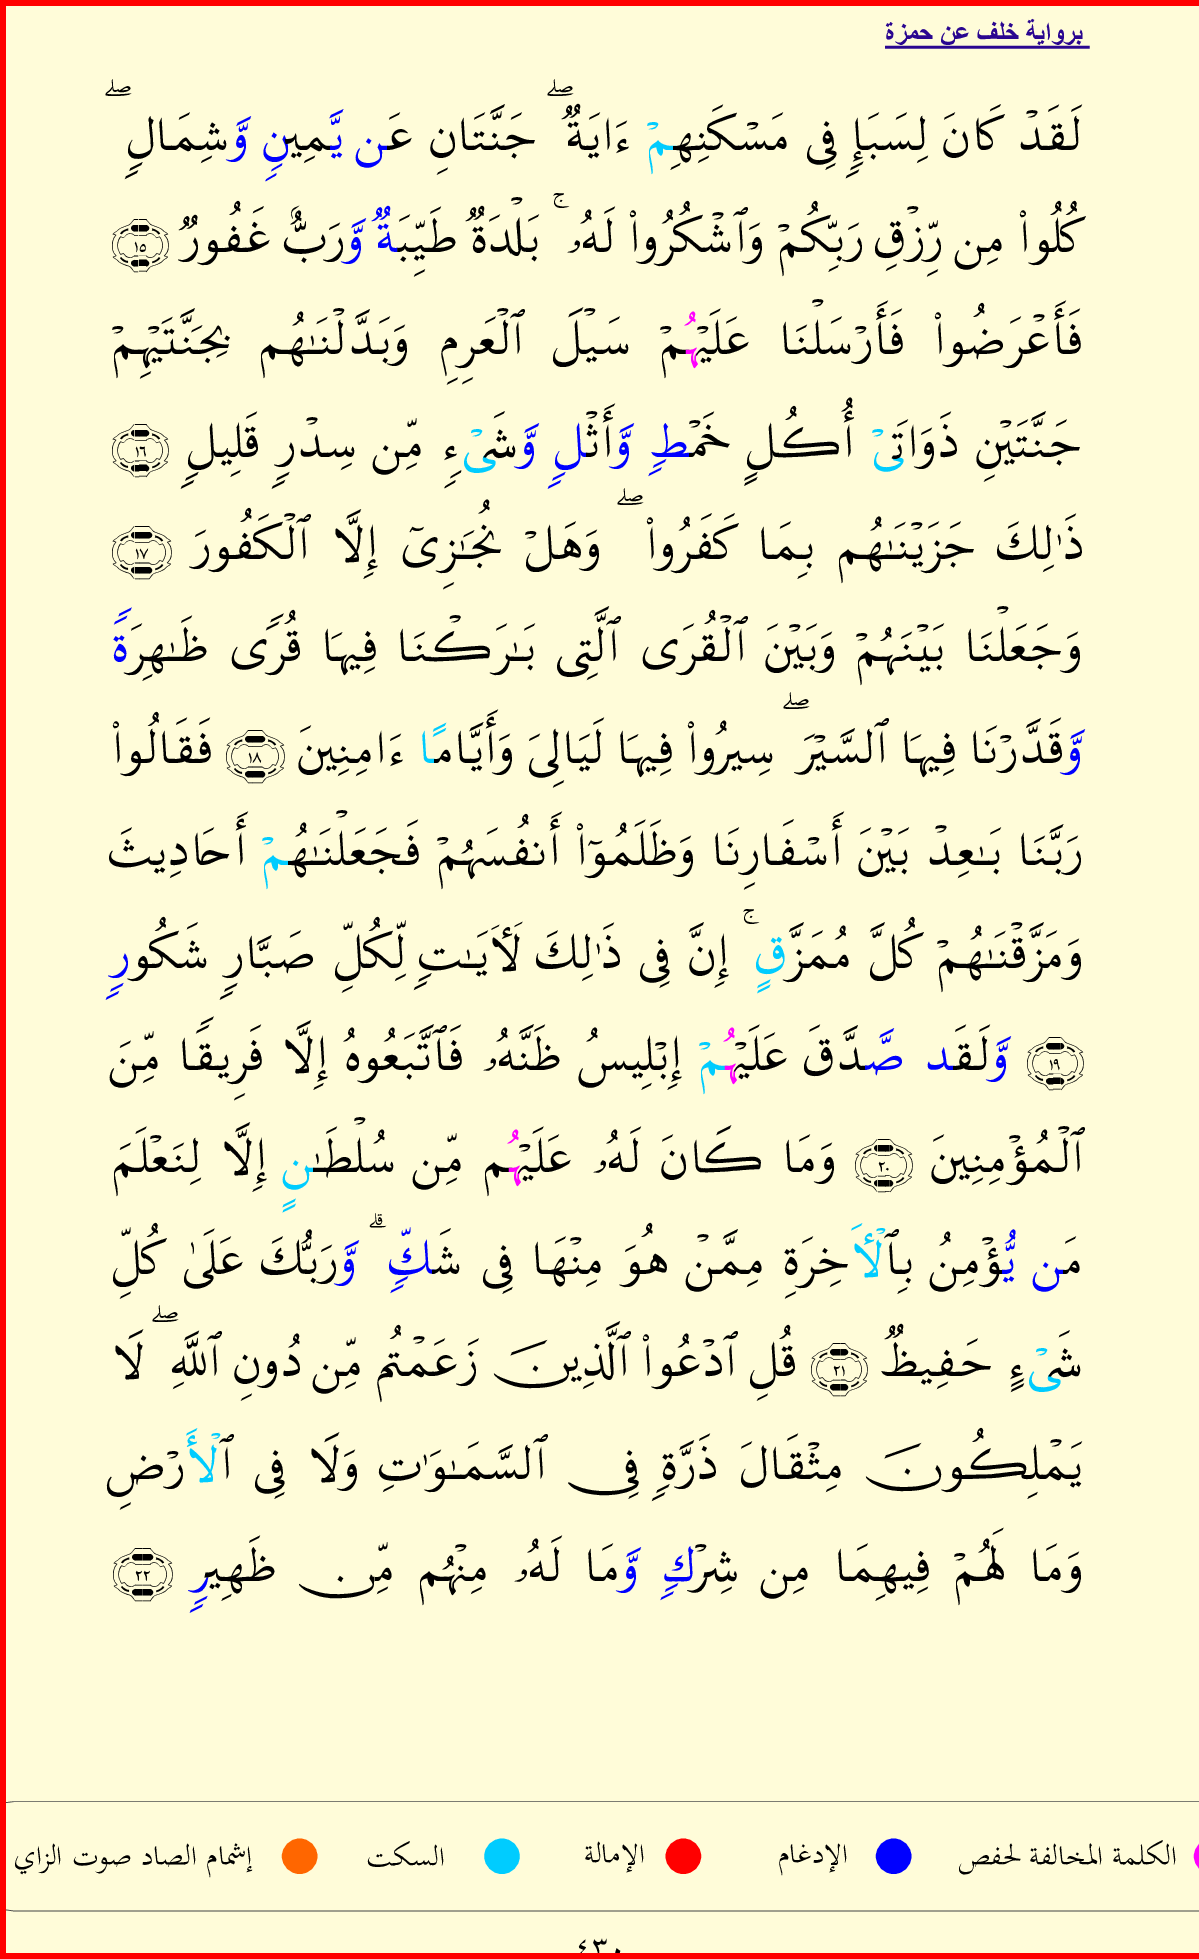 برواية خلف عن حمزة
لَقَدْ كَانَ لِسَبَإٍ فِى مَسْكَنِهِمْ ءَايَةٌ ۖ جَنَّتَانِ عَن يَّمِينٍ وَّشِمَالٍ ۖ
كُلُوا۟ مِن رِّزْقِ رَبِّكُمْ وَٱشْكُرُوا۟ لَهُۥ ۚ بَلْدَةٌ طَيِّبَةٌ وَّرَبٌّ غَفُورٌ ١٥
فَأَعْرَضُوا۟ فَأَرْسَلْنَا عَلَيْهُمْ سَيْلَ ٱلْعَرِمِ وَبَدَّلْنَـٰهُم بِجَنَّتَيْهِمْ
جَنَّتَيْنِ ذَوَاتَىْ أُكُلٍ خَمْطٍ وَّأَثْلٍ وَّشَىْءٍ مِّن سِدْرٍ قَلِيلٍ ١٦
ذَٰلِكَ جَزَيْنَـٰهُم بِمَا كَفَرُوا۟ ۖ وَهَلْ نُجَـٰزِىٓ إِلَّا ٱلْكَفُورَ ١٧
وَجَعَلْنَا بَيْنَهُمْ وَبَيْنَ ٱلْقُرَى ٱلَّتِى بَـٰرَكْنَا فِيهَا قُرًى ظَـٰهِرَةً
وَّقَدَّرْنَا فِيهَا ٱلسَّيْرَ ۖ سِيرُوا۟ فِيهَا لَيَالِىَ وَأَيَّامًا ءَامِنِينَ ١٨ فَقَالُوا۟
رَبَّنَا بَـٰعِدْ بَيْنَ أَسْفَارِنَا وَظَلَمُوٓا۟ أَنفُسَهُمْ فَجَعَلْنَـٰهُمْ أَحَادِيثَ
وَمَزَّقْنَـٰهُمْ كُلَّ مُمَزَّقٍ ۚ إِنَّ فِى ذَٰلِكَ لَـَٔايَـٰتٍ لِّكُلِّ صَبَّارٍ شَكُورٍ
١٩ وَّلَقَد صَّدَّقَ عَلَيْهُمْ إِبْلِيسُ ظَنَّهُۥ فَٱتَّبَعُوهُ إِلَّا فَرِيقًا مِّنَ
ٱلْمُؤْمِنِينَ ٢٠ وَمَا كَانَ لَهُۥ عَلَيْهُم مِّن سُلْطَـٰنٍ إِلَّا لِنَعْلَمَ
مَن يُّؤْمِنُ بِٱلْـَٔاخِرَةِ مِمَّنْ هُوَ مِنْهَا فِى شَكٍّ ۗ وَّرَبُّكَ عَلَىٰ كُلِّ
شَىْءٍ حَفِيظٌ ٢١ قُلِ ٱدْعُوا۟ ٱلَّذِينَ زَعَمْتُم مِّن دُونِ ٱللَّهِ ۖ لَا
يَمْلِكُونَ مِثْقَالَ ذَرَّةٍ فِى ٱلسَّمَـٰوَٰتِ وَلَا فِى ٱلْأَرْضِ
وَمَا لَهُمْ فِيهِمَا مِن شِرْكٍ وَّمَا لَهُۥ مِنْهُم مِّن ظَهِيرٍ ٢٢
الكلمة المخالفة لحفص الإدغام الإمالة السكت إشمام الصاد صوت الزاي
٤٣٠